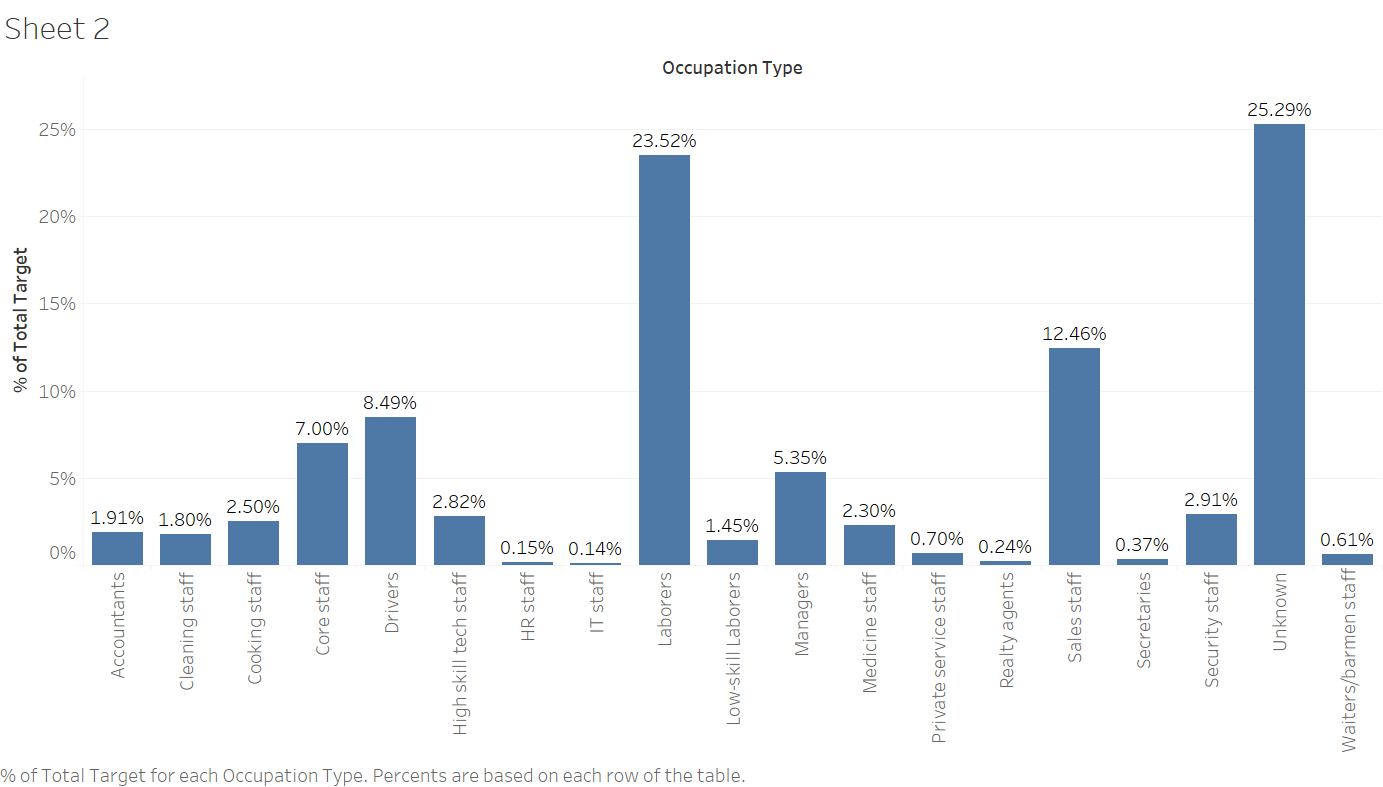 Sheet 2
Occupation Type
% of Total Target
25%
20%
15%
10%
5%
0%
1.91%
1.80%
2.50%
7.00%
8.49%
2.82%
0.15%
0.14%
23.52%
1.45%
5.35%
2.30%
0.70%
0.24%
12.46%
0.37%
2.91%
25.29%
0.61%
Accountants
Cleaning staff
Cooking staff
Core staff
Drivers
High skill tech staff
HR staff
IT staff
Laborers
Low-skill Laborers
Managers
Medicine staff
Private service staff
Realty agents
Sales staff
Secretaries
Security staff
Unknown
Waiters/barmen staff
% of Total Target for each Occupation Type. Percents are based on each row of the table.